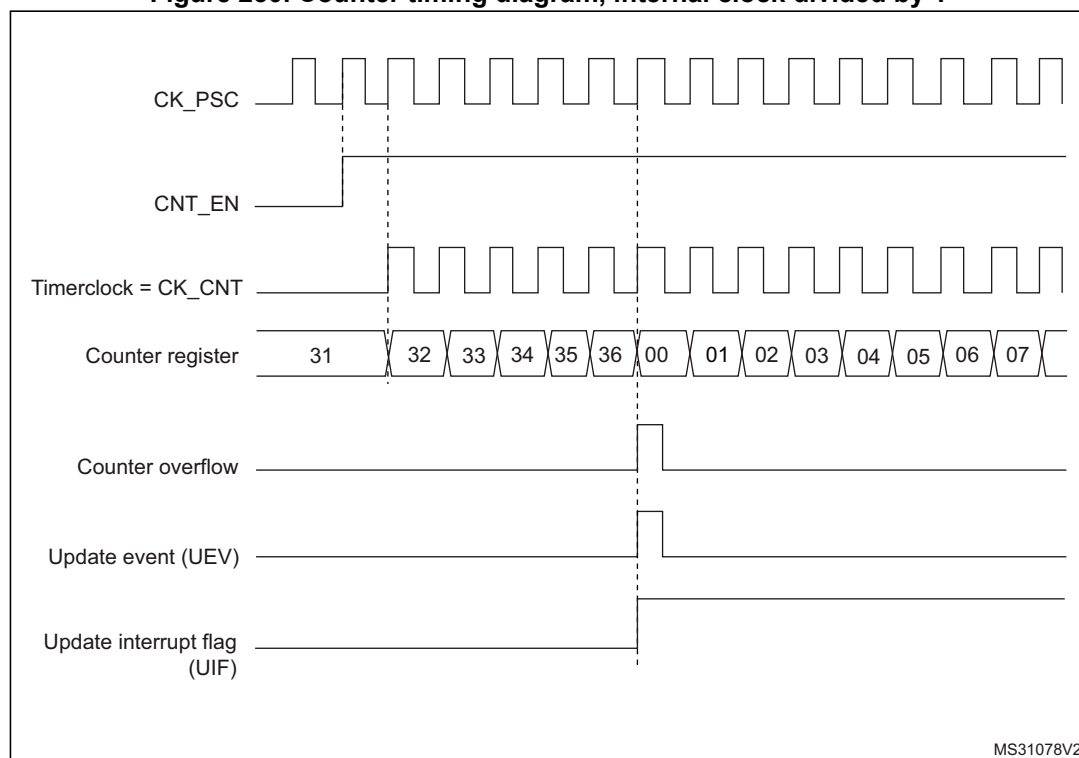 CK_PSC
CNT_EN
Timerclock = CK_CNT
Counter register 31 32 33 34 35 36 00 01 02 03 04 05 06 07
Counter overflow
Update event (UEV)
Update interrupt flag
(UIF)
MS31078V2